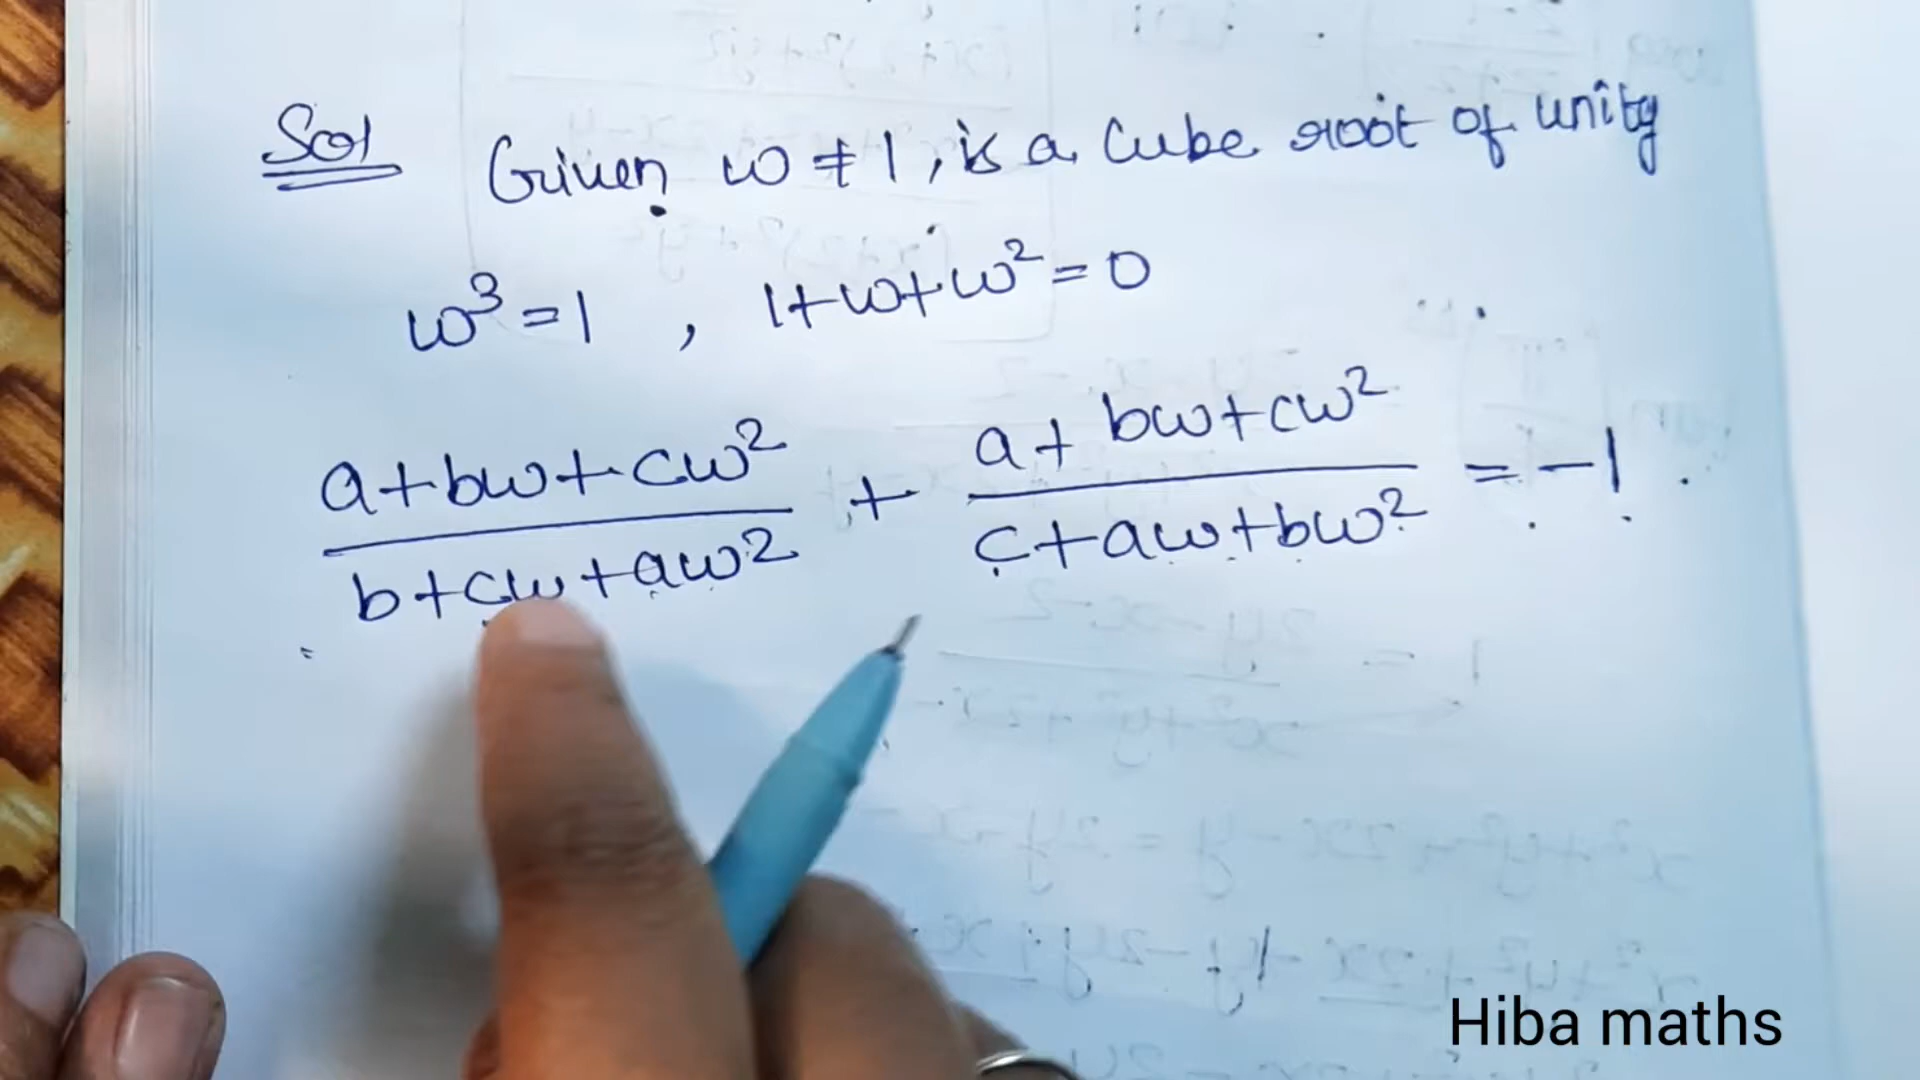 Sol Given ω ≠ 1, is a Cube root of unity
ω³ = 1 , 1+ω+ω² = 0
(a+bω+cω²)/(b+cω+aω²) + (a+bω+cω²)/(c+aω+bω²) = -1.
Hiba maths